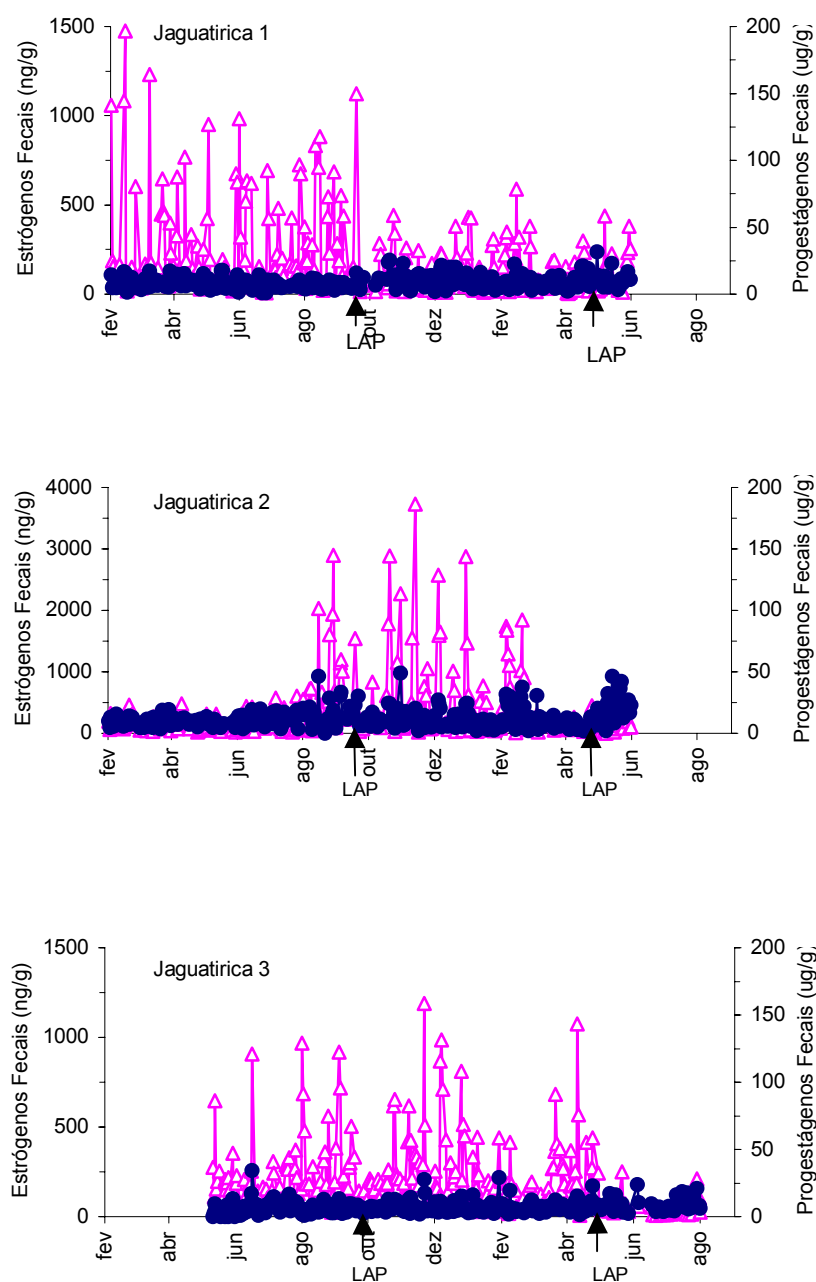 Jaguatirica 1
Estrógenos Fecais (ng/g)
Progestágenos Fecais (ug/g)
1500
1000
500
0
200
150
100
50
0
fev
abr
jun
ago
out
dez
fev
abr
jun
ago
LAP
LAP
Jaguatirica 2
Estrógenos Fecais (ng/g)
Progestágenos Fecais (ug/g)
4000
3000
2000
1000
0
200
150
100
50
0
fev
abr
jun
ago
out
dez
fev
abr
jun
ago
LAP
LAP
Jaguatirica 3
Estrógenos Fecais (ng/g)
Progestágenos Fecais (ug/g)
1500
1000
500
0
200
150
100
50
0
fev
abr
jun
ago
out
dez
fev
abr
jun
ago
LAP
LAP